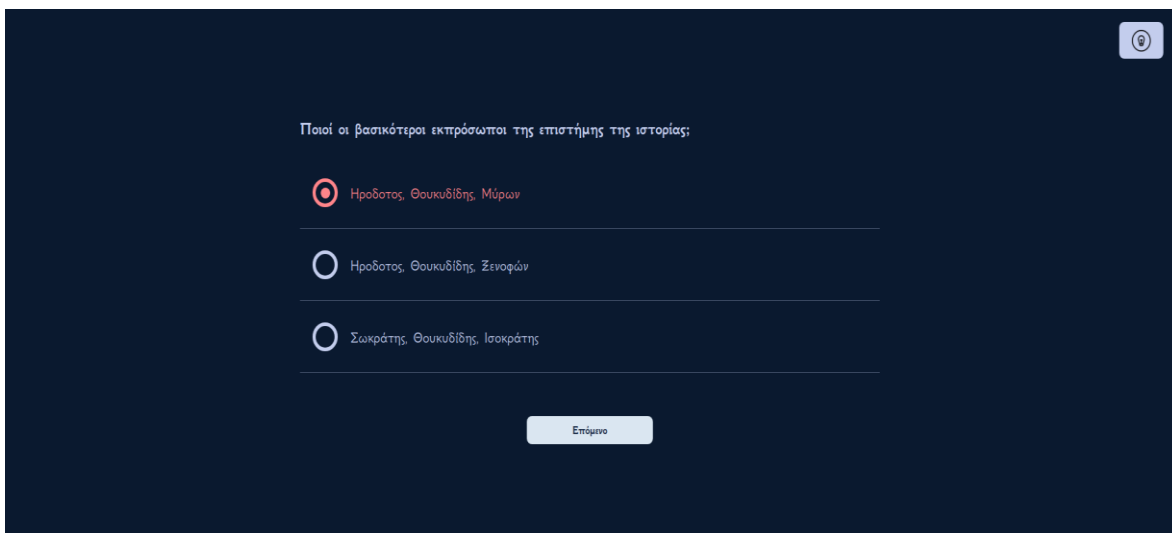 Ποιοί οι βασικότεροι εκπρόσωποι της επιστήμης της ιστορίας;
Ηροδοτος, Θουκυδίδης, Μύρων
Ηροδοτος, Θουκυδίδης, Ξενοφών
Σωκράτης, Θουκυδίδης, Ισοκράτης
Επόμενο